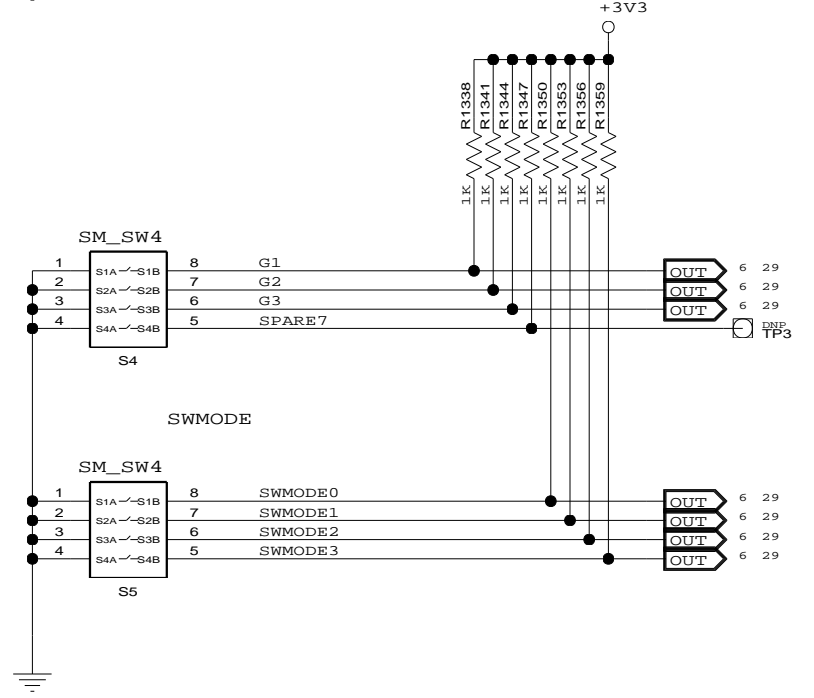 +3V3
R1338
R1341
R1344
R1347
R1350
R1353
R1356
R1359
1K
1K
1K
1K
1K
1K
1K
1K
SM_SW4
1 S1A S1B 8 G1 OUT 6 29
2 S2A S2B 7 G2 OUT 6 29
3 S3A S3B 6 G3 OUT 6 29
4 S4A S4B 5 SPARE7 DNP
TP3
S4
SWMODE
SM_SW4
1 S1A S1B 8 SWMODE0 OUT 6 29
2 S2A S2B 7 SWMODE1 OUT 6 29
3 S3A S3B 6 SWMODE2 OUT 6 29
4 S4A S4B 5 SWMODE3 OUT 6 29
S5